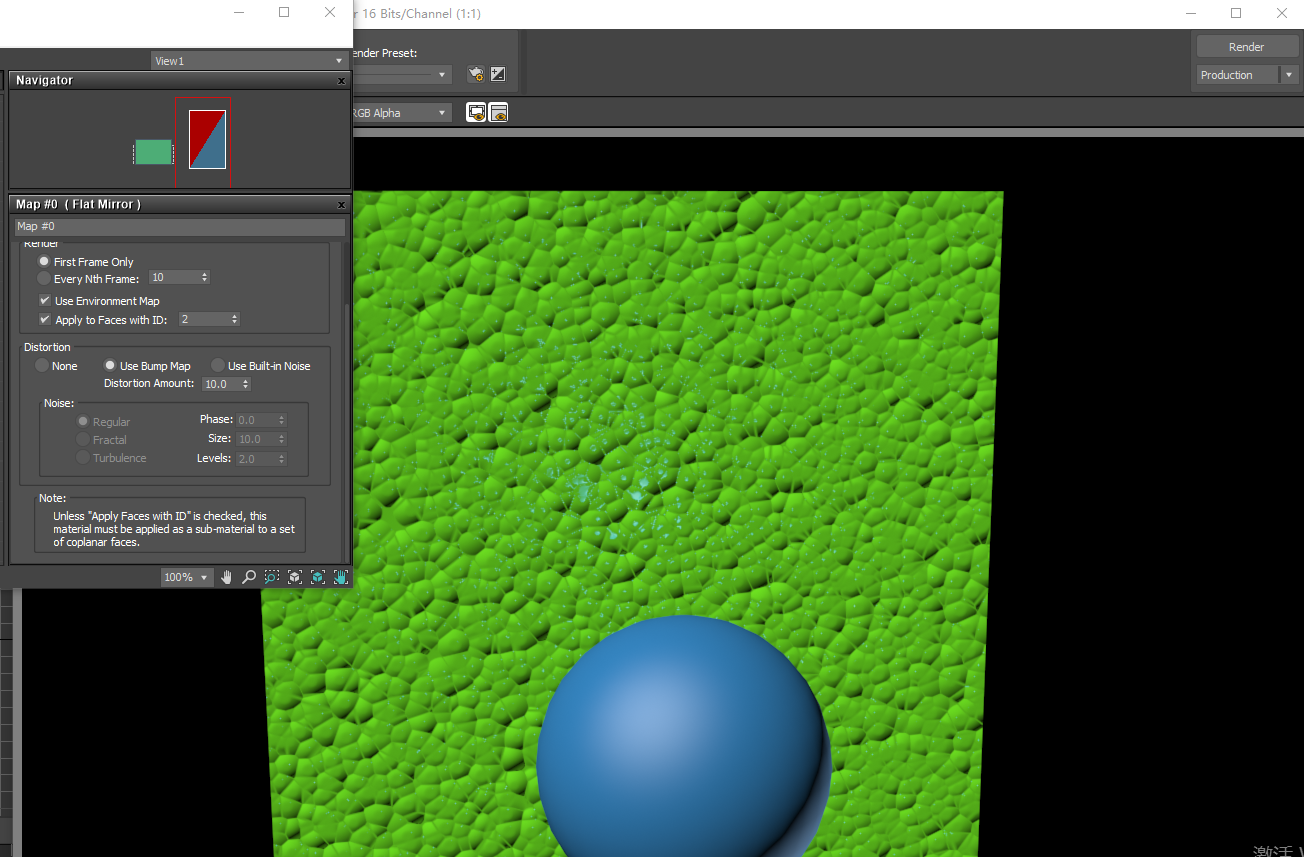 r 16 Bits/Channel (1:1)
ender Preset:
Render
View1
Production
Navigator
x
RGB Alpha
Map #0 ( Flat Mirror )
x
Map #0
Render
First Frame Only
Every Nth Frame: 10
Use Environment Map
Apply to Faces with ID: 2
Distortion
None Use Bump Map Use Built-in Noise
Distortion Amount: 10.0
Noise:
Regular Phase: 0.0
Fractal Size: 10.0
Turbulence Levels: 2.0
Note:
Unless "Apply Faces with ID" is checked, this
material must be applied as a sub-material to a set
of coplanar faces.
100%
激活